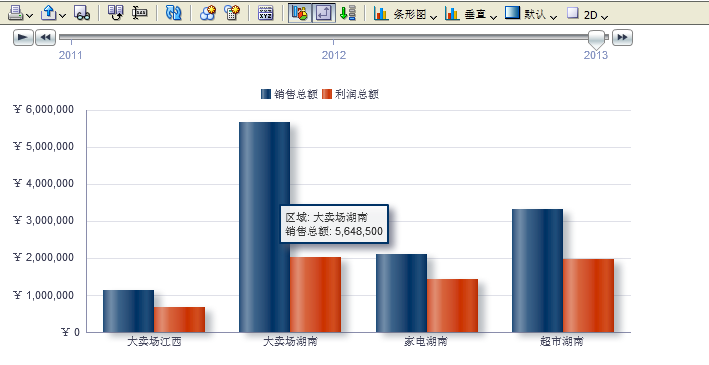 条形图 垂直 默认 2D
2011 2012 2013
销售总额 利润总额
¥ 6,000,000
¥ 5,000,000
¥ 4,000,000
¥ 3,000,000
¥ 2,000,000
¥ 1,000,000
¥ 0
区域: 大卖场湖南
销售总额: 5,648,500
大卖场江西 大卖场湖南 家电湖南 超市湖南